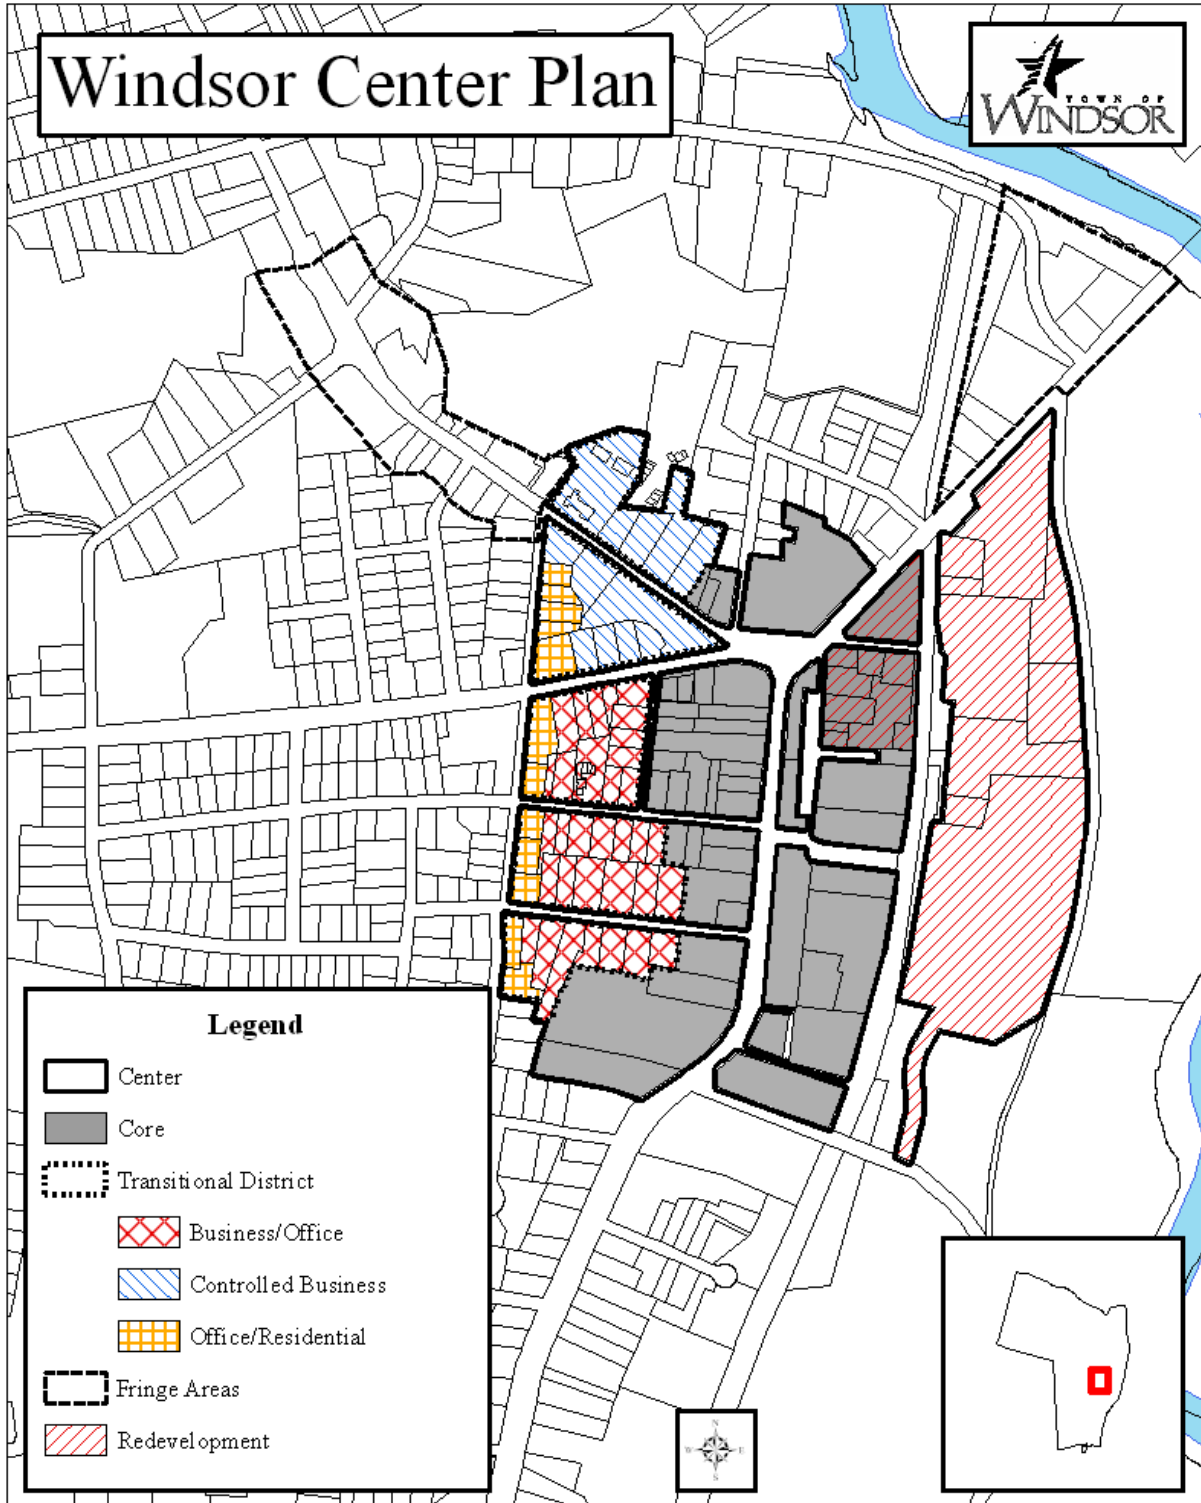 Windsor Center Plan
TOWN OF
WINDSOR
Legend
Center
Core
Transitional District
Business/Office
Controlled Business
Office/Residential
Fringe Areas
Redevelopment
N
W E
S